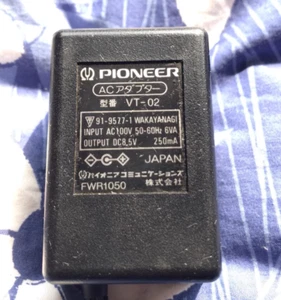 PIONEER
ACアダプター
型番 VT-02
91-9577-1 WAKAYANAGI
INPUT AC100V 50-60Hz 6VA
OUTPUT DC8.5V 250mA
JAPAN
パイオニアコミュニケーションズ
FWR1050 株式会社